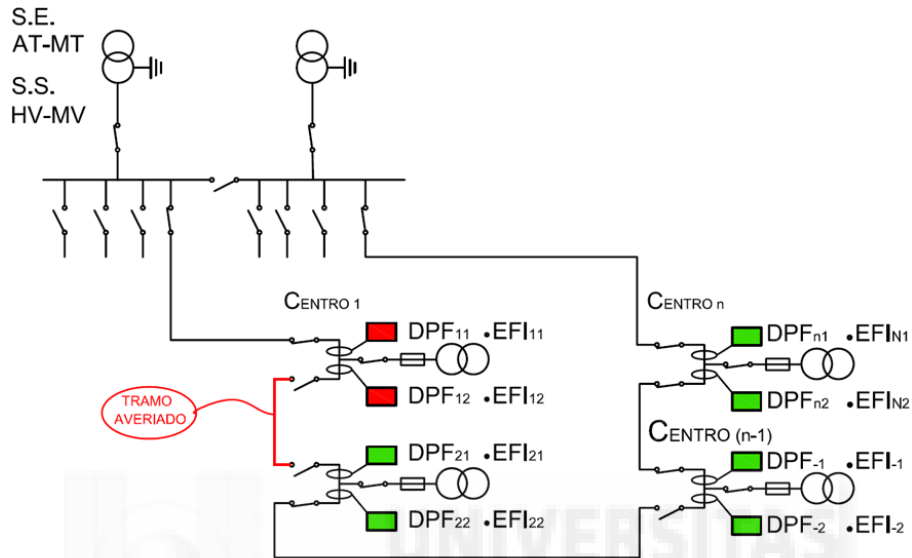 S.E.
AT-MT
S.S.
HV-MV
CENTRO 1
CENTRO n
DPF11 .EFI11
DPFn1 .EFIN1
TRAMO
AVERIADO
DPF12 .EFI12
DPFn2 .EFIN2
CENTRO (n-1)
DPF21 .EFI21
DPF-1 .EFI-1
DPF22 .EFI22
DPF-2 .EFI-2
UNIVERSITAS